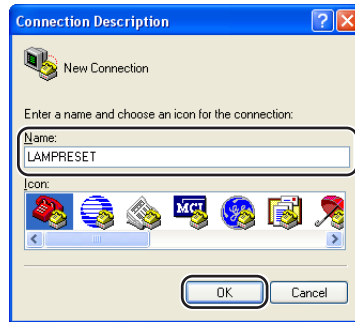 Connection Description
New Connection
Enter a name and choose an icon for the connection:
Name:
LAMPRESET
Icon:
MCI
OK Cancel